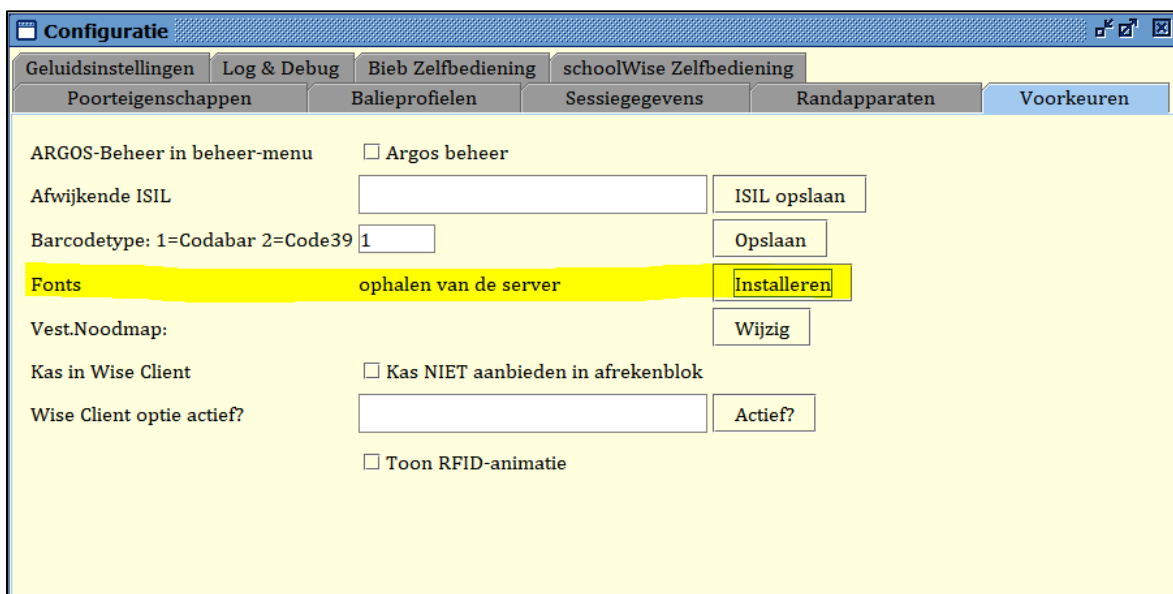 Configuratie
Geluidsinstellingen Log & Debug Bieb Zelfbediening schoolWise Zelfbediening
Poorteigenschappen Balieprofielen Sessiegegevens Randapparaten Voorkeuren
ARGOS-Beheer in beheer-menu Argos beheer
Afwijkende ISIL ISIL opslaan
Barcodetype: 1=Codabar 2=Code39 1 Opslaan
Fonts ophalen van de server Installeren
Vest.Noodmap: Wijzig
Kas in Wise Client Kas NIET aanbieden in afrekenblok
Wise Client optie actief? Actief?
Toon RFID-animatie